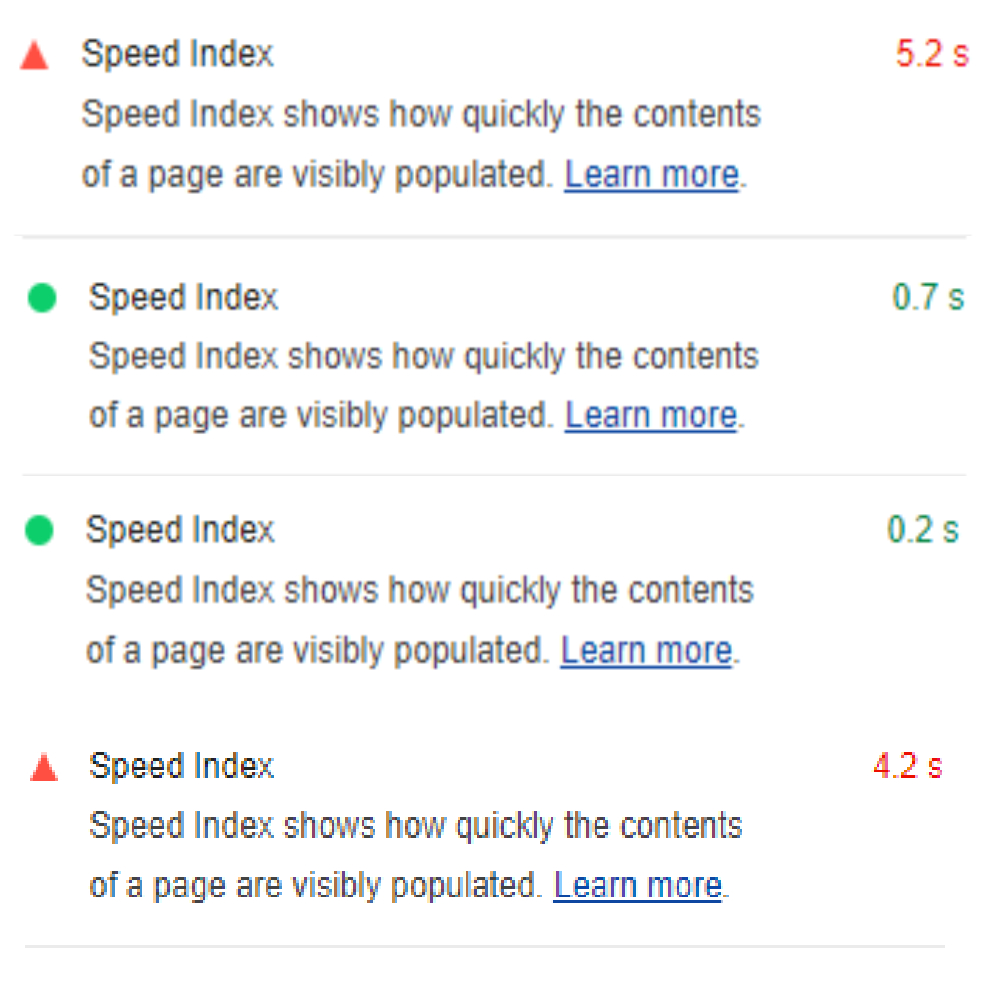 Speed Index 5.2 s
Speed Index shows how quickly the contents
of a page are visibly populated. Learn more.
Speed Index 0.7 s
Speed Index shows how quickly the contents
of a page are visibly populated. Learn more.
Speed Index 0.2 s
Speed Index shows how quickly the contents
of a page are visibly populated. Learn more.
Speed Index 4.2 s
Speed Index shows how quickly the contents
of a page are visibly populated. Learn more.